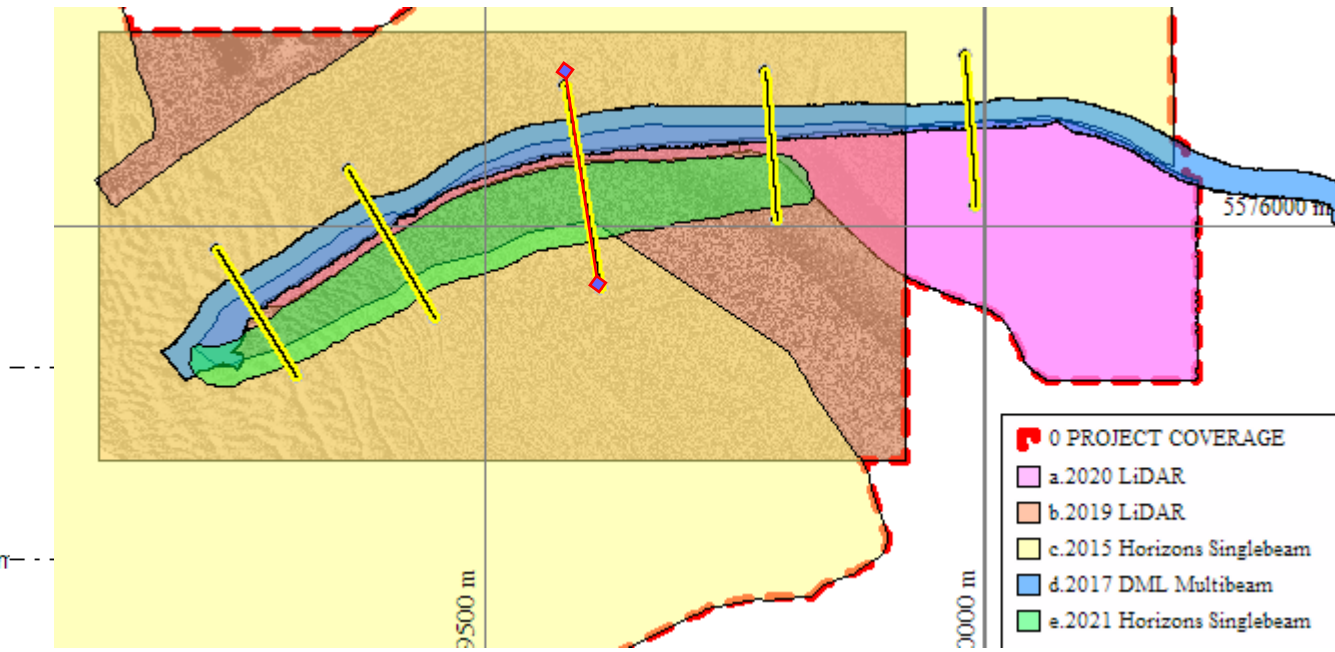 5576000 m
0 PROJECT COVERAGE
a.2020 LiDAR
b.2019 LiDAR
c.2015 Horizons Singlebeam
d.2017 DML Multibeam
e.2021 Horizons Singlebeam
9500 m
0000 m